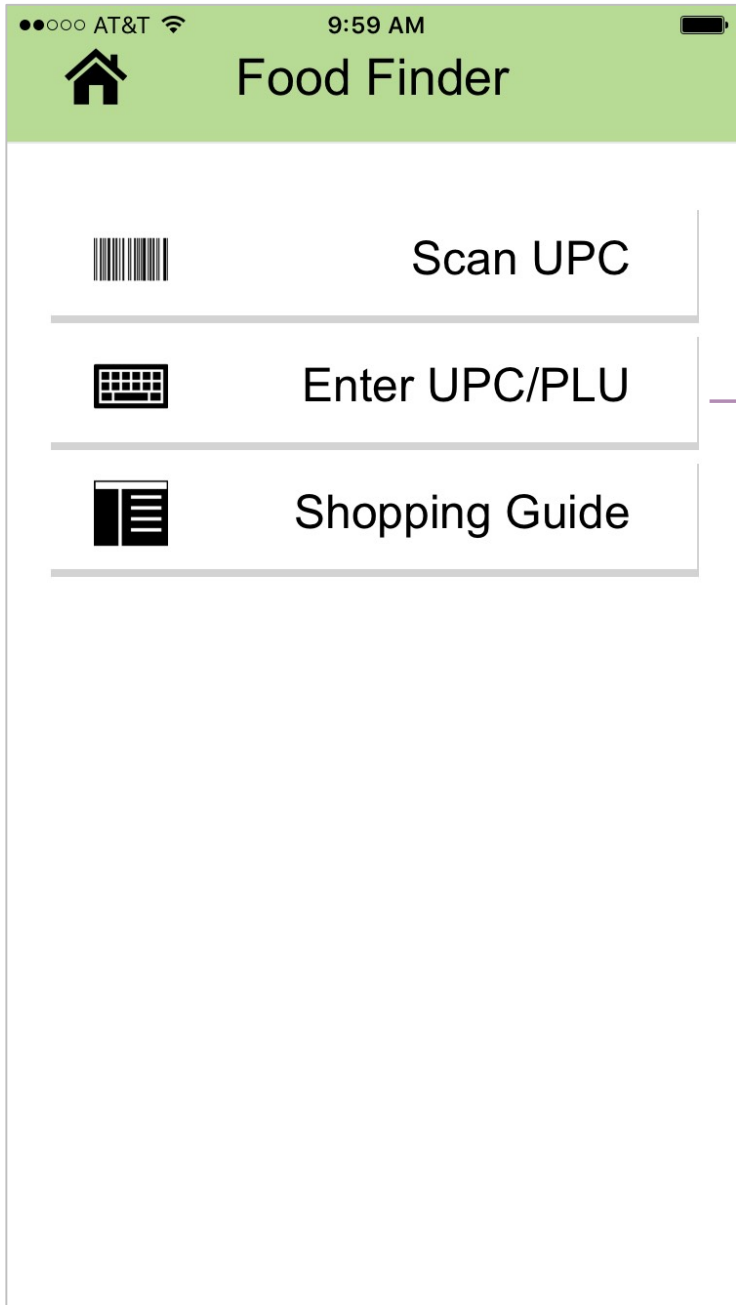 AT&T 9:59 AM
Food Finder
Scan UPC
Enter UPC/PLU
Shopping Guide